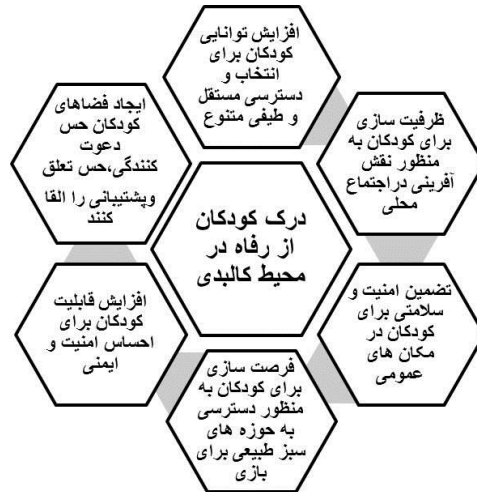 افزایش توانایی
کودکان برای
انتخاب و
دسترسی مستقل
و طیفی متنوع
ظرفیت سازی
برای کودکان به
منظور نقش
آفرینی دراجتماع
محلی
تضمین امنیت و
سلامتی برای
کودکان در
مکان های
عمومی
فرصت سازی
برای کودکان به
منظور دسترسی
به حوزه های
سبز طبیعی برای
بازی
افزایش قابلیت
کودکان برای
احساس امنیت و
ایمنی
ایجاد فضاهای
کودکان حس
دعوت
کنندگی،حس تعلق
وپشتیبانی را القا
کنند
درک کودکان
از رفاه در
محیط کالبدی